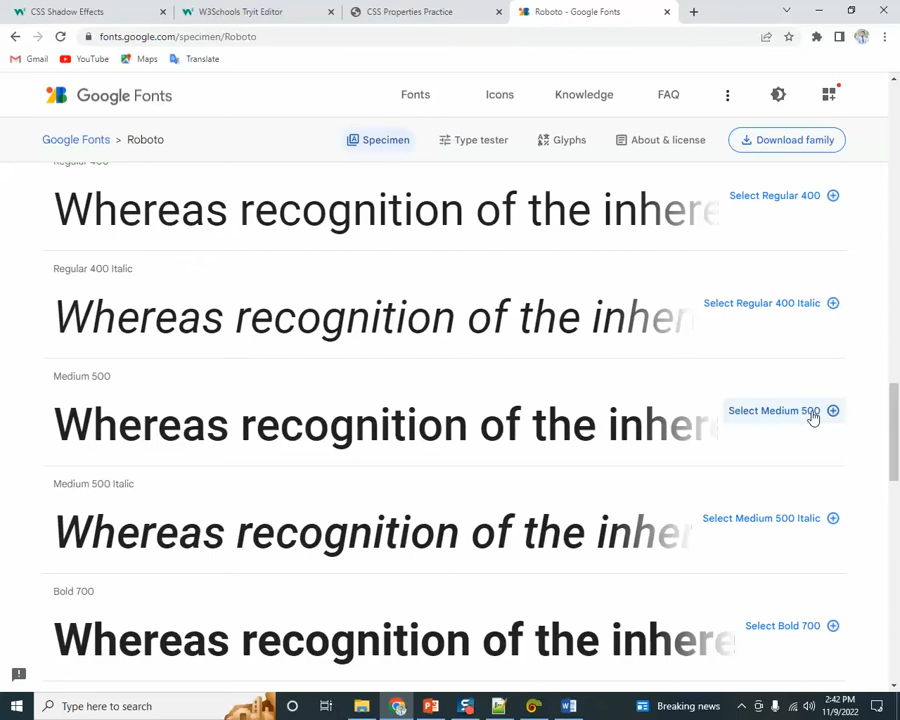 CSS Shadow Effects
W3Schools Tryit Editor
CSS Properties Practice
Roboto - Google Fonts
fonts.google.com/specimen/Roboto
Gmail
YouTube
Maps
Translate
Google Fonts
Fonts
Icons
Knowledge
FAQ
Google Fonts > Roboto
Specimen
Type tester
Glyphs
About & license
Download family
Regular 400
Whereas recognition of the inhere
Select Regular 400
Regular 400 Italic
Whereas recognition of the inher
Select Regular 400 Italic
Medium 500
Whereas recognition of the inher
Select Medium 500
Medium 500 Italic
Whereas recognition of the inher
Select Medium 500 Italic
Bold 700
Whereas recognition of the inhere
Select Bold 700
Type here to search
Breaking news
2:42 PM
11/9/2022